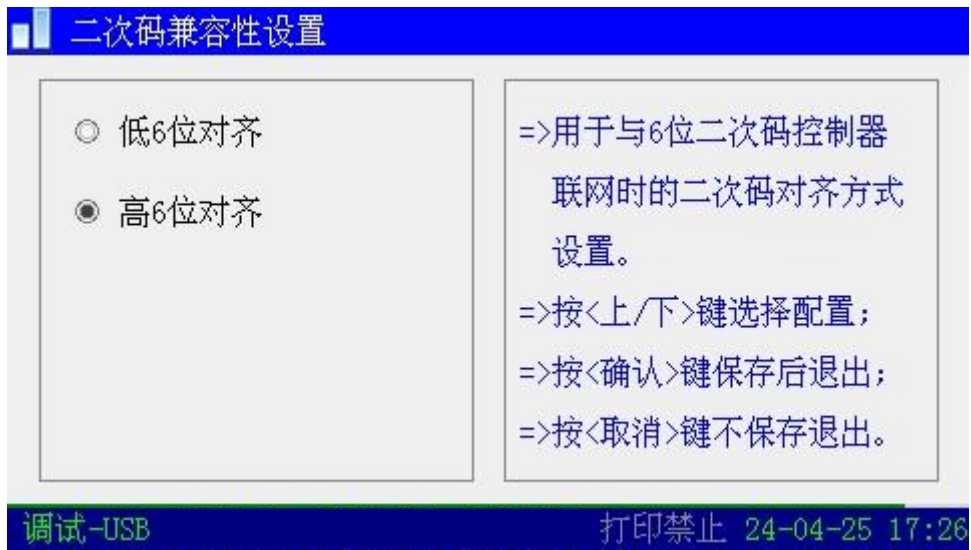 二次码兼容性设置
低6位对齐
高6位对齐
=>用于与6位二次码控制器
联网时的二次码对齐方式
设置。
=>按<上/下>键选择配置;
=>按<确认>键保存后退出;
=>按<取消>键不保存退出。
调试-USB
打印禁止 24-04-25 17:26